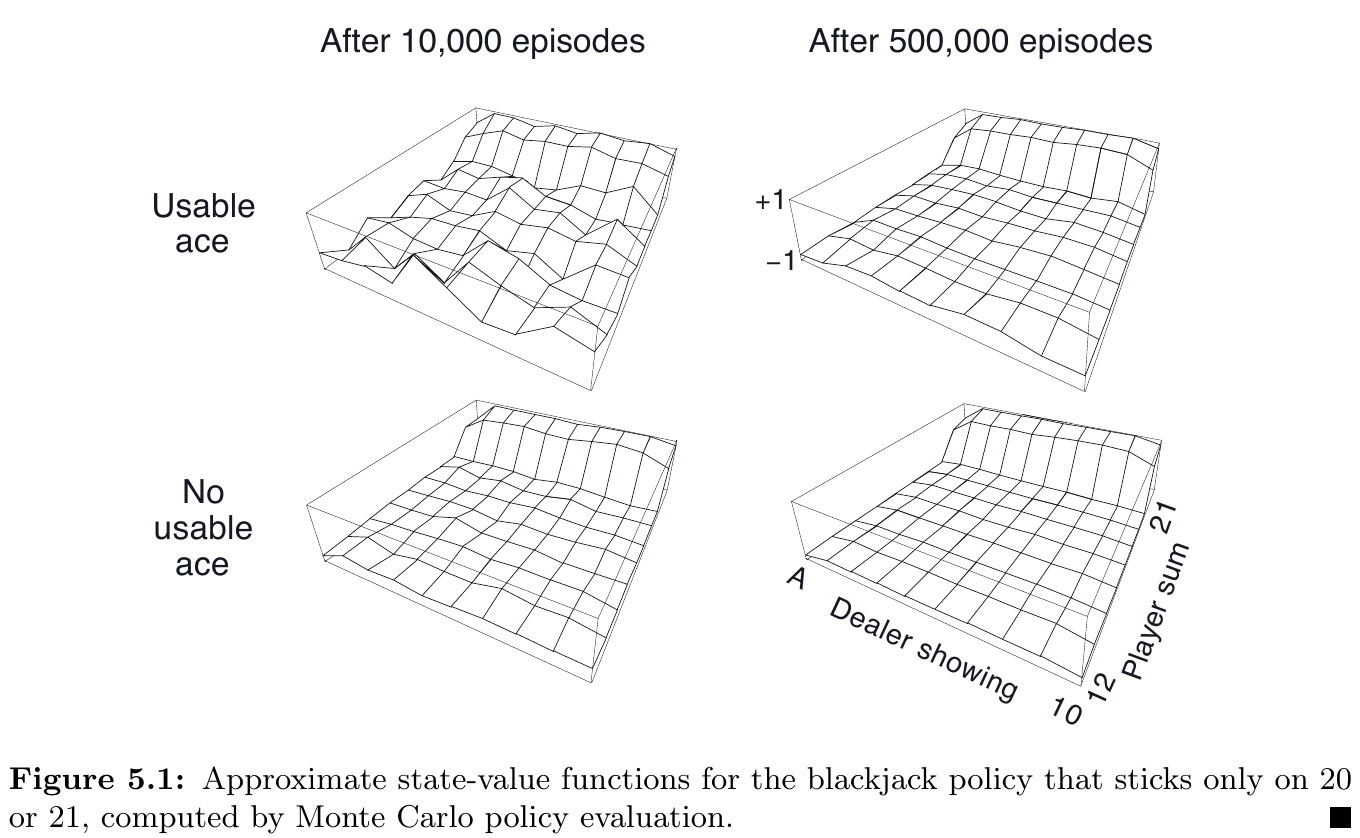 After 10,000 episodes
After 500,000 episodes
Usable
ace
+1
−1
No
usable
ace
A
Dealer showing
10
12
Player sum
21
Figure 5.1: Approximate state-value functions for the blackjack policy that sticks only on 20
or 21, computed by Monte Carlo policy evaluation.